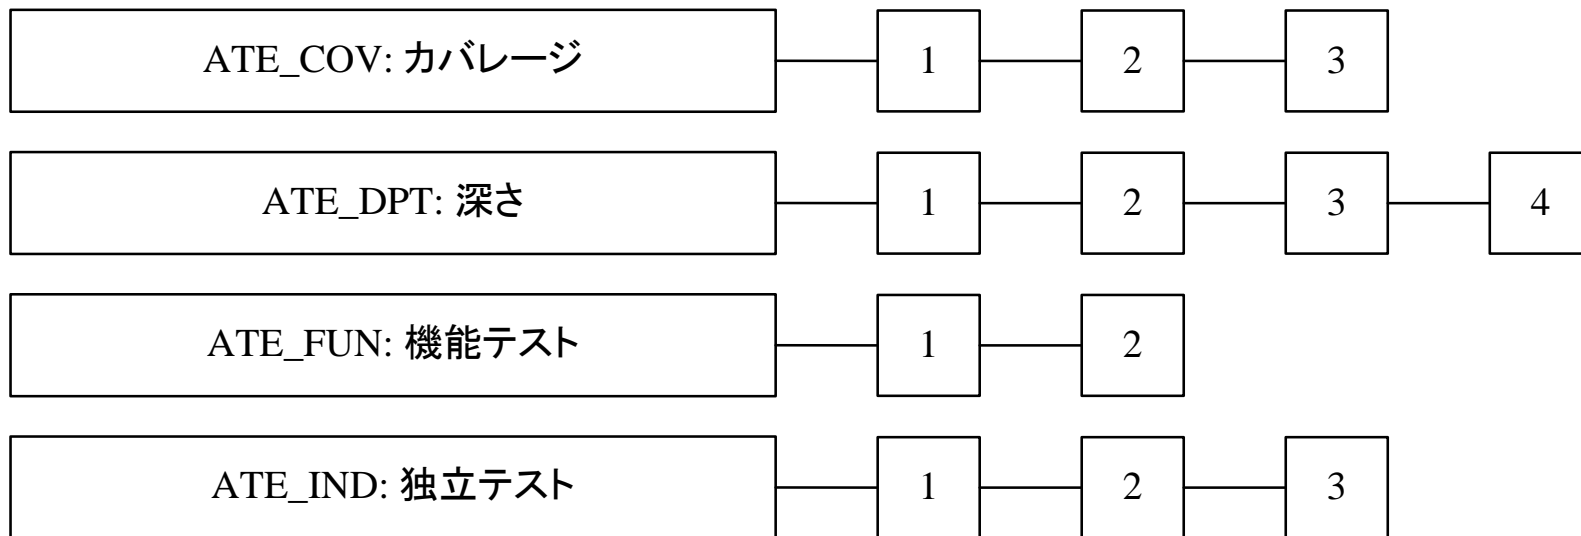 ATE_COV: カバレージ 1 2 3
ATE_DPT: 深さ 1 2 3 4
ATE_FUN: 機能テスト 1 2
ATE_IND: 独立テスト 1 2 3